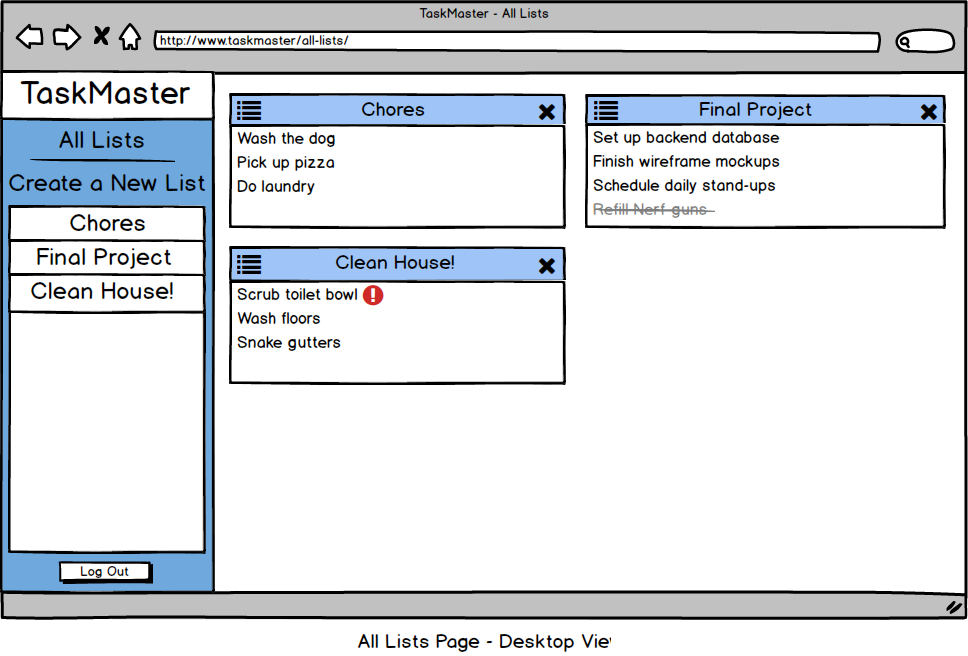 TaskMaster - All Lists
http://www.taskmaster/all-lists/
TaskMaster
All Lists
Create a New List
Chores
Final Project
Clean House!
Log Out
Chores
Wash the dog
Pick up pizza
Do laundry
Final Project
Set up backend database
Finish wireframe mockups
Schedule daily stand-ups
Refill Nerf guns
Clean House!
Scrub toilet bowl
Wash floors
Snake gutters
All Lists Page - Desktop Vie